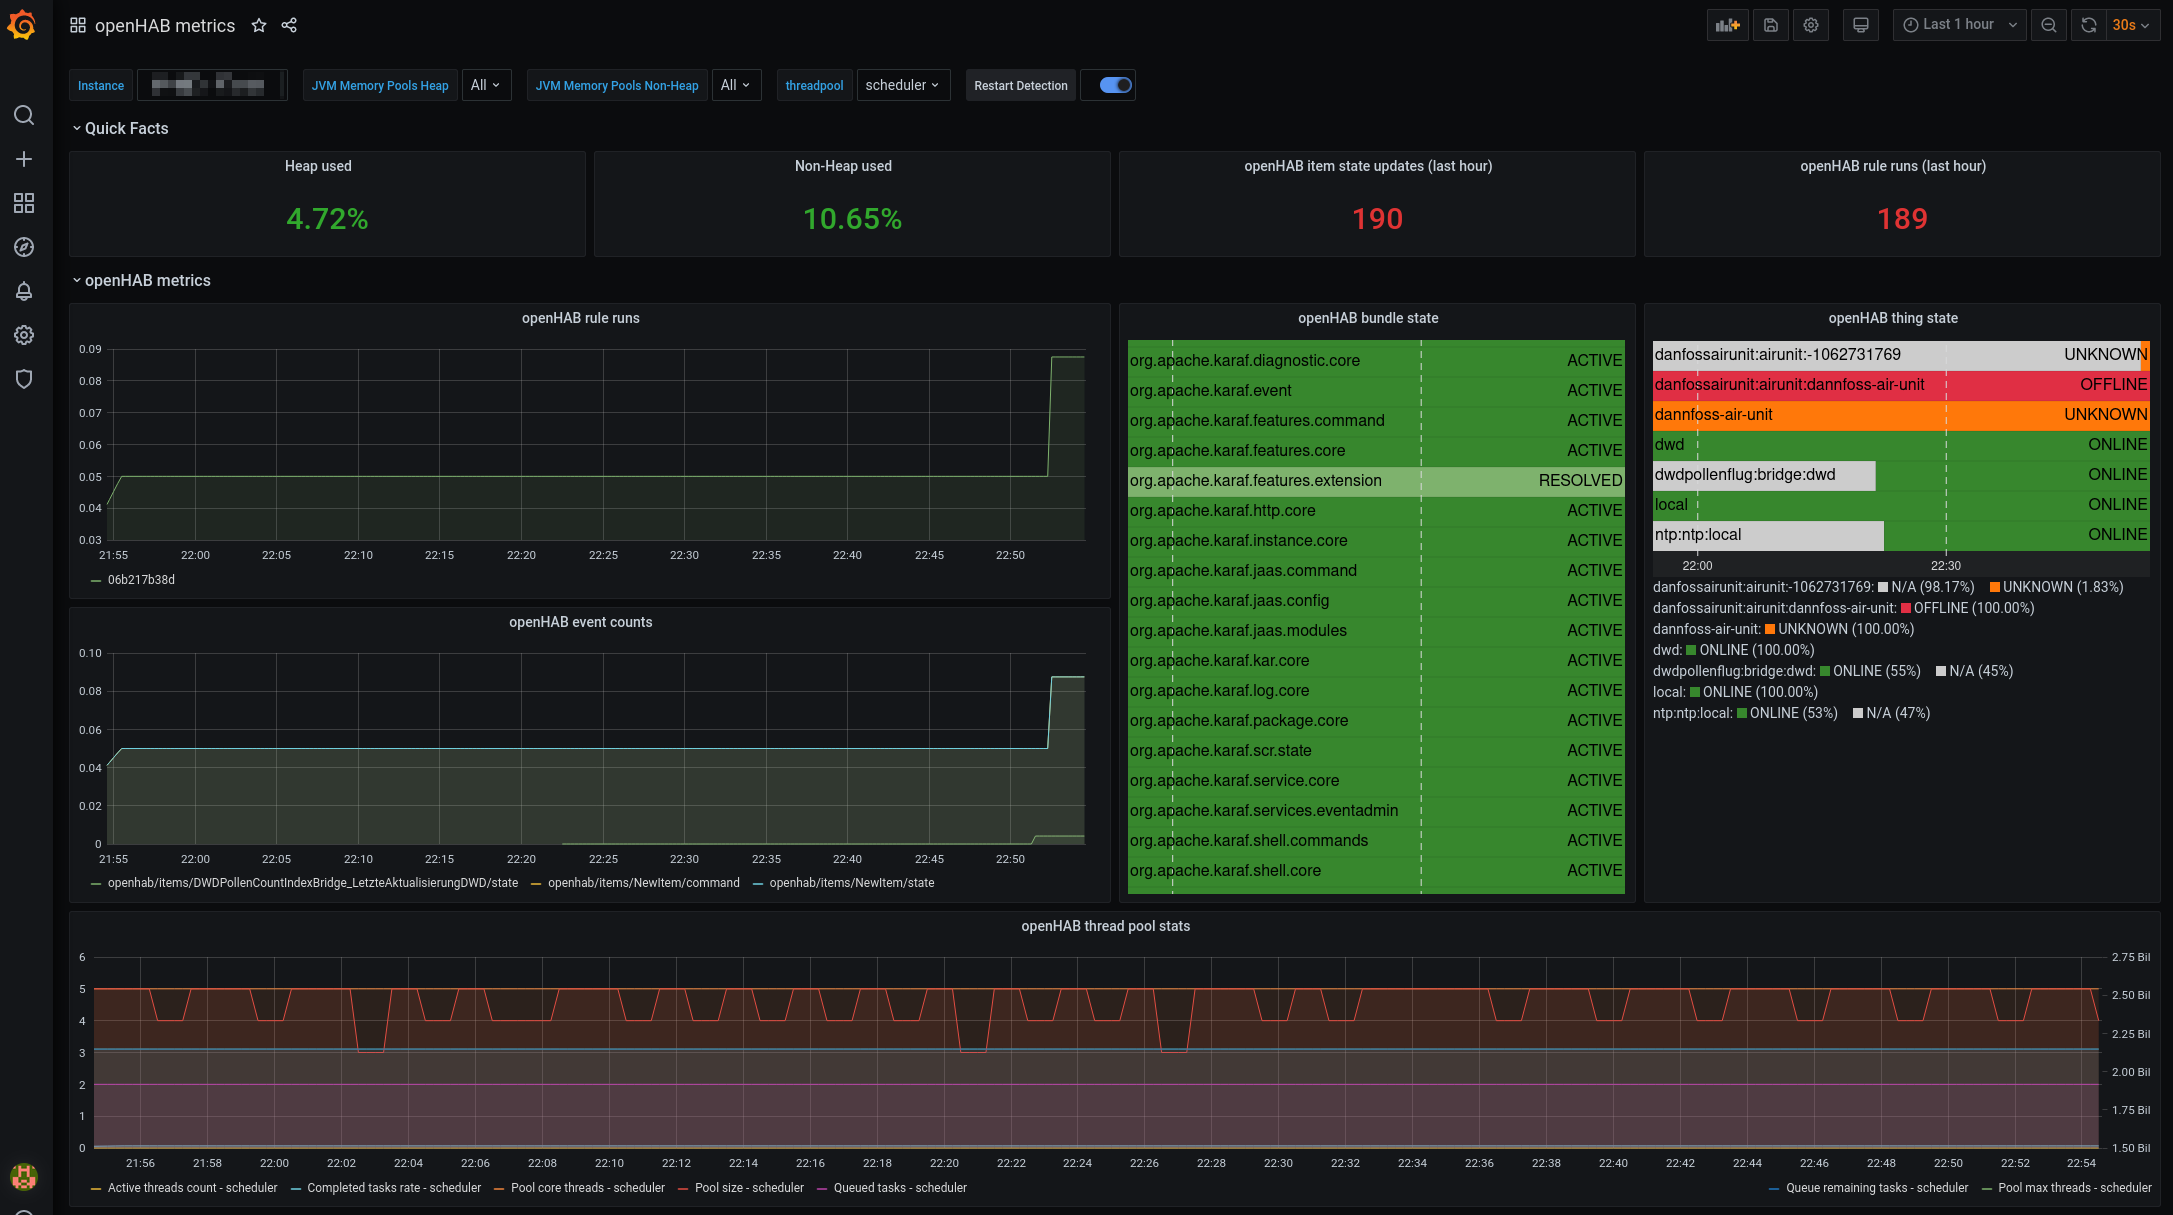 openHAB metrics
Last 1 hour
30s
Instance
JVM Memory Pools Heap
All
JVM Memory Pools Non-Heap
All
threadpool
scheduler
Restart Detection
Quick Facts
Heap used
4.72%
Non-Heap used
10.65%
openHAB item state updates (last hour)
190
openHAB rule runs (last hour)
189
openHAB metrics
openHAB rule runs
0.09
0.08
0.07
0.06
0.05
0.04
0.03
21:55 22:00 22:05 22:10 22:15 22:20 22:25 22:30 22:35 22:40 22:45 22:50
06b217b38d
openHAB event counts
0.10
0.08
0.06
0.04
0.02
0
21:55 22:00 22:05 22:10 22:15 22:20 22:25 22:30 22:35 22:40 22:45 22:50
openhab/items/DWDPollenCountIndexBridge_LetzteAktualisierungDWD/state openhab/items/NewItem/command openhab/items/NewItem/state
openHAB bundle state
org.apache.karaf.diagnostic.core ACTIVE
org.apache.karaf.event ACTIVE
org.apache.karaf.features.command ACTIVE
org.apache.karaf.features.core ACTIVE
org.apache.karaf.features.extension RESOLVED
org.apache.karaf.http.core ACTIVE
org.apache.karaf.instance.core ACTIVE
org.apache.karaf.jaas.command ACTIVE
org.apache.karaf.jaas.config ACTIVE
org.apache.karaf.jaas.modules ACTIVE
org.apache.karaf.kar.core ACTIVE
org.apache.karaf.log.core ACTIVE
org.apache.karaf.package.core ACTIVE
org.apache.karaf.scr.state ACTIVE
org.apache.karaf.service.core ACTIVE
org.apache.karaf.services.eventadmin ACTIVE
org.apache.karaf.shell.commands ACTIVE
org.apache.karaf.shell.core ACTIVE
openHAB thing state
danfossairunit:airunit:-1062731769 UNKNOWN
danfossairunit:airunit:dannfoss-air-unit OFFLINE
dannfoss-air-unit UNKNOWN
dwd ONLINE
dwdpollenflug:bridge:dwd ONLINE
local ONLINE
ntp:ntp:local ONLINE
22:00 22:30
danfossairunit:airunit:-1062731769: N/A (98.17%) UNKNOWN (1.83%)
danfossairunit:airunit:dannfoss-air-unit: OFFLINE (100.00%)
dannfoss-air-unit: UNKNOWN (100.00%)
dwd: ONLINE (100.00%)
dwdpollenflug:bridge:dwd: ONLINE (55%) N/A (45%)
local: ONLINE (100.00%)
ntp:ntp:local: ONLINE (53%) N/A (47%)
openHAB thread pool stats
6
5
4
3
2
1
0
2.75 Bil
2.50 Bil
2.25 Bil
2.00 Bil
1.75 Bil
1.50 Bil
21:56 21:58 22:00 22:02 22:04 22:06 22:08 22:10 22:12 22:14 22:16 22:18 22:20 22:22 22:24 22:26 22:28 22:30 22:32 22:34 22:36 22:38 22:40 22:42 22:44 22:46 22:48 22:50 22:52 22:54
Active threads count - scheduler Completed tasks rate - scheduler Pool core threads - scheduler Pool size - scheduler Queued tasks - scheduler Queue remaining tasks - scheduler Pool max threads - scheduler